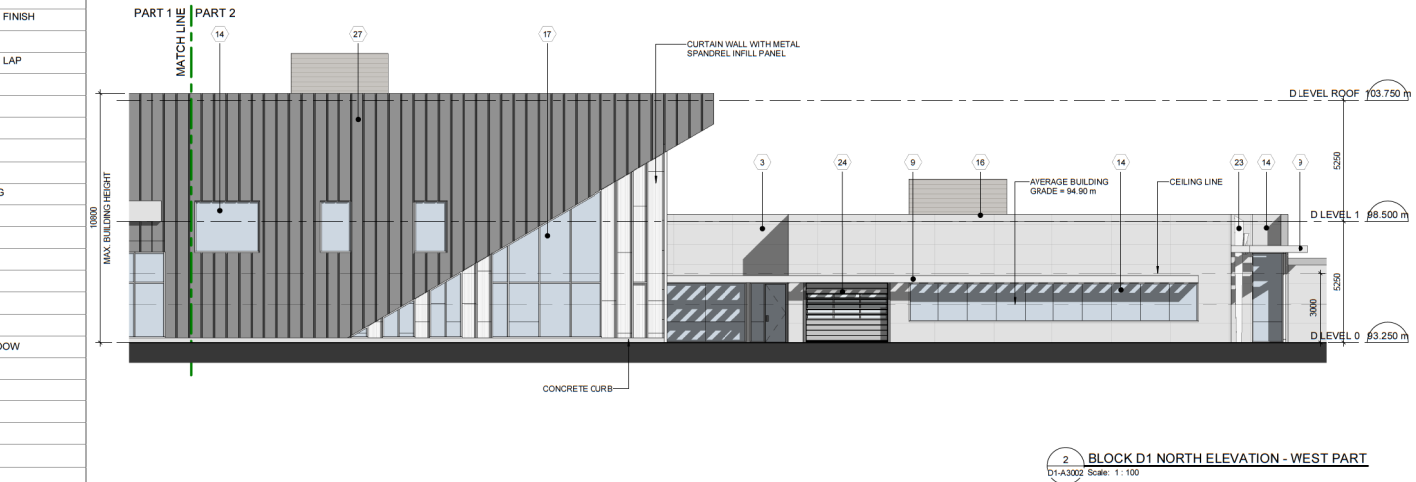 FINISH
LAP
G
DOW
PART 1
PART 2
MATCH LINE
14
27
17
CURTAIN WALL WITH METAL
SPANDREL INFILL PANEL
D LEVEL ROOF
103.750 m
10800
MAX. BUILDING HEIGHT
5250
3
24
9
16
14
23
14
9
AVERAGE BUILDING
GRADE = 94.90 m
CEILING LINE
D LEVEL 1
98.500 m
5250
3000
D LEVEL 0
93.250 m
CONCRETE CURB
2
BLOCK D1 NORTH ELEVATION - WEST PART
D1-A3002
Scale: 1 : 100